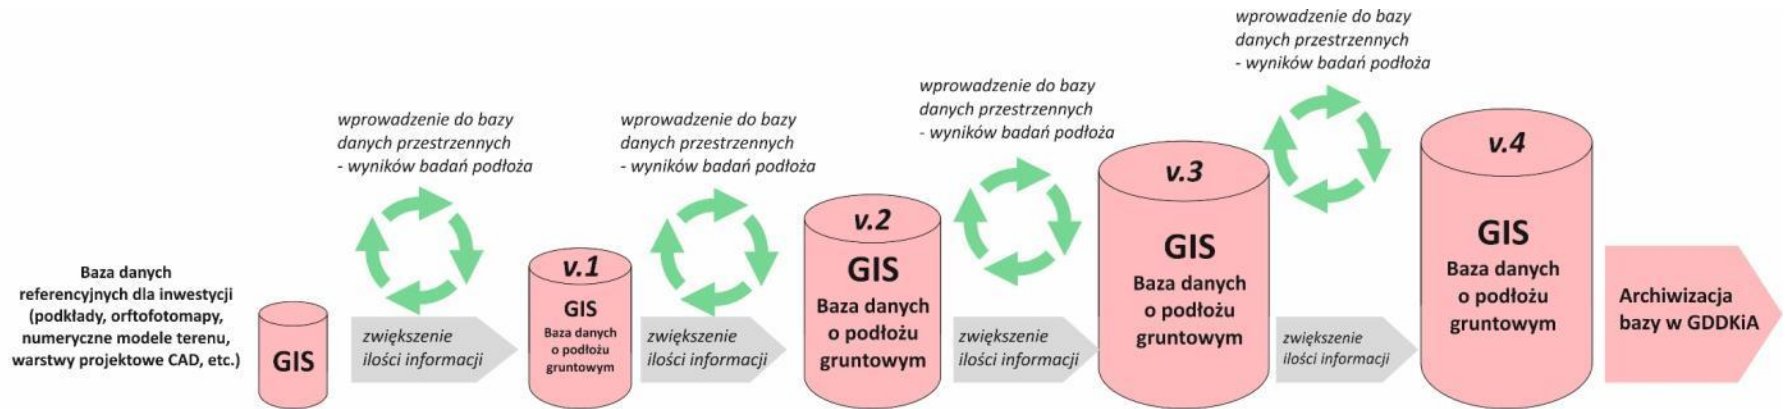 Baza danych
referencyjnych dla inwestycji
(podkłady, orftofotomapy,
numeryczne modele terenu,
warstwy projektowe CAD, etc.)
GIS
wprowadzenie do bazy
danych przestrzennych
- wyników badań podłoża
zwiększenie
ilości informacji
v.1
GIS
Baza danych
o podłożu
gruntowym
wprowadzenie do bazy
danych przestrzennych
- wyników badań podłoża
zwiększenie
ilości informacji
v.2
GIS
Baza danych
o podłożu
gruntowym
wprowadzenie do bazy
danych przestrzennych
- wyników badań podłoża
zwiększenie
ilości informacji
v.3
GIS
Baza danych
o podłożu
gruntowym
wprowadzenie do bazy
danych przestrzennych
- wyników badań podłoża
zwiększenie
ilości informacji
v.4
GIS
Baza danych
o podłożu
gruntowym
Archiwizacja
bazy w GDDKiA